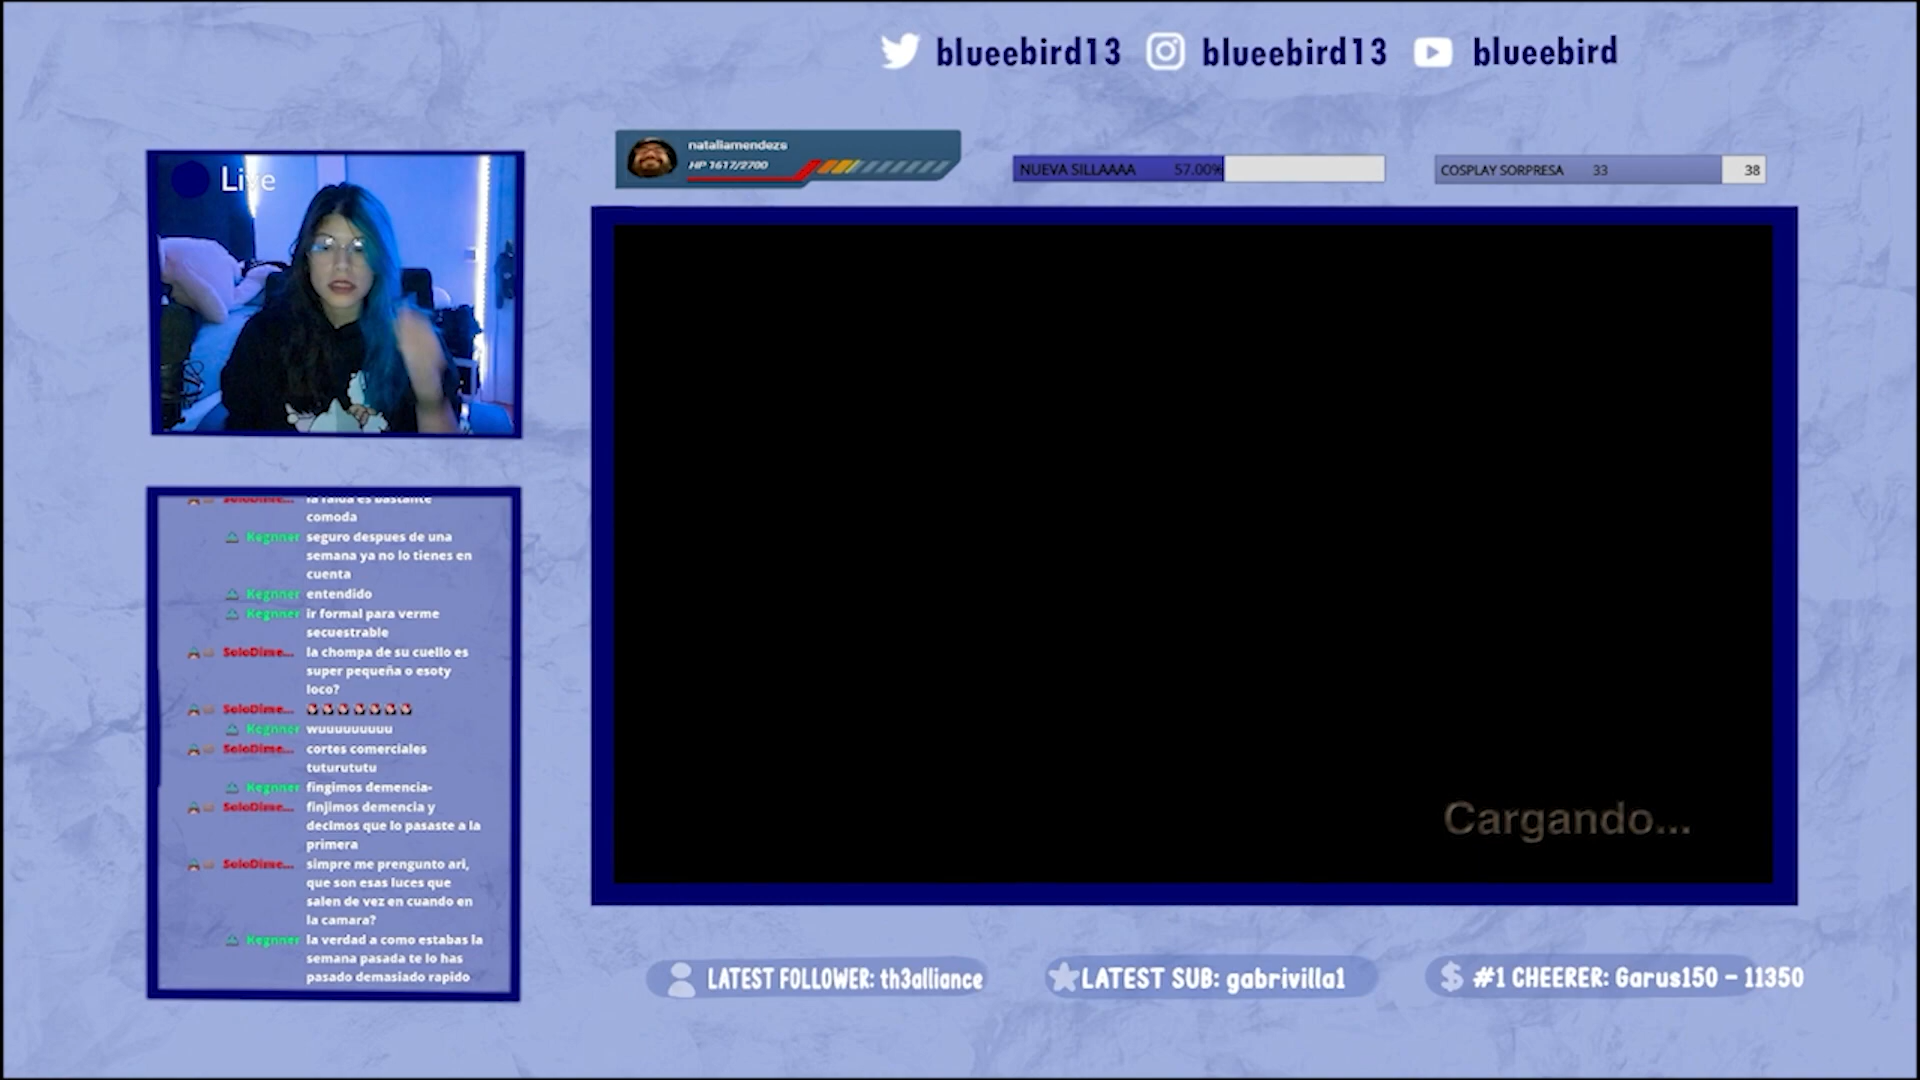 blueebird13 blueebird13 blueebird
nataliamendezs
HP 1617/2700
NUEVA SILLAAAA 57.00%
COSPLAY SORPRESA 33 38
Live
SoloDime... la falda es bastante
comoda
Kegnner seguro despues de una
semana ya no lo tienes en
cuenta
Kegnner entendido
Kegnner ir formal para verme
secuestrable
SoloDime... la chompa de su cuello es
super pequeña o esoty
loco?
SoloDime...
Kegnner wuuuuuuuuu
SoloDime... cortes comerciales
tuturututu
Kegnner fingimos demencia-
SoloDime... finjimos demencia y
decimos que lo pasaste a la
primera
SoloDime... simpre me prengunto ari,
que son esas luces que
salen de vez en cuando en
la camara?
Kegnner la verdad a como estabas la
semana pasada te lo has
pasado demasiado rapido
Cargando...
LATEST FOLLOWER: th3alliance
LATEST SUB: gabrivilla1
#1 CHEERER: Garus150 - 11350